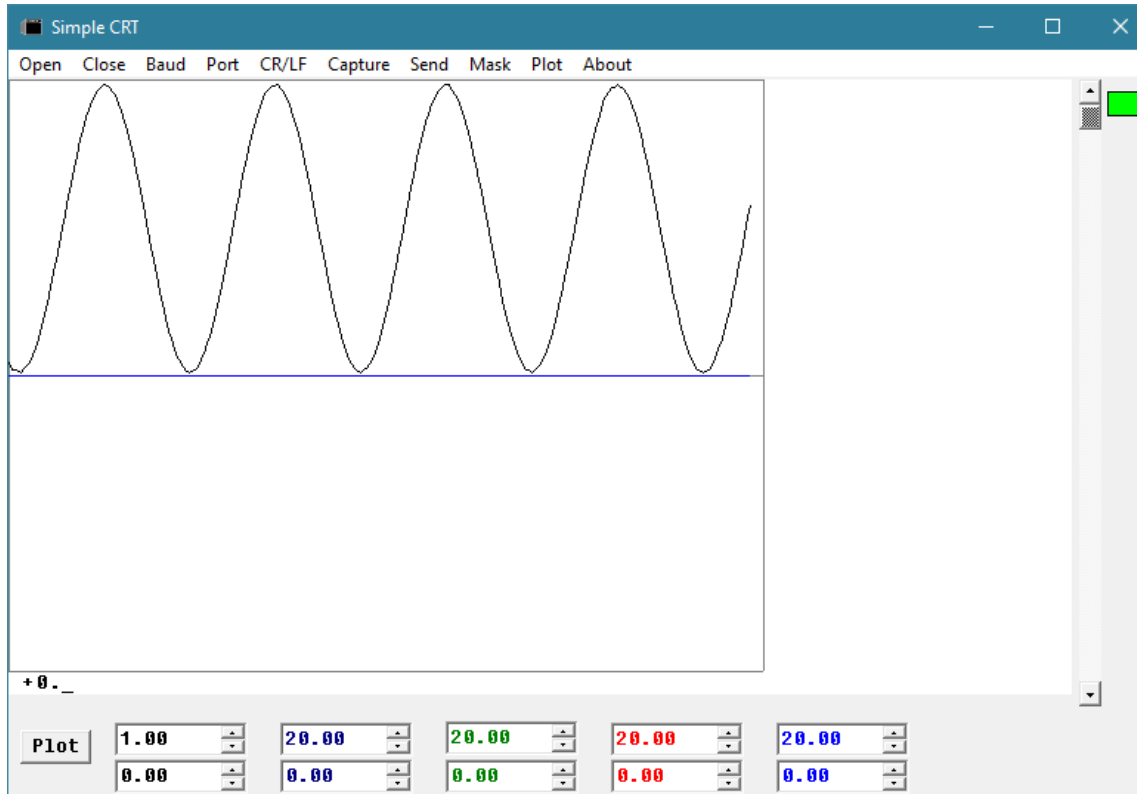 Simple CRT
Open Close Baud Port CR/LF Capture Send Mask Plot About
+0._
Plot 1.00 20.00 20.00 20.00 20.00
0.00 0.00 0.00 0.00 0.00